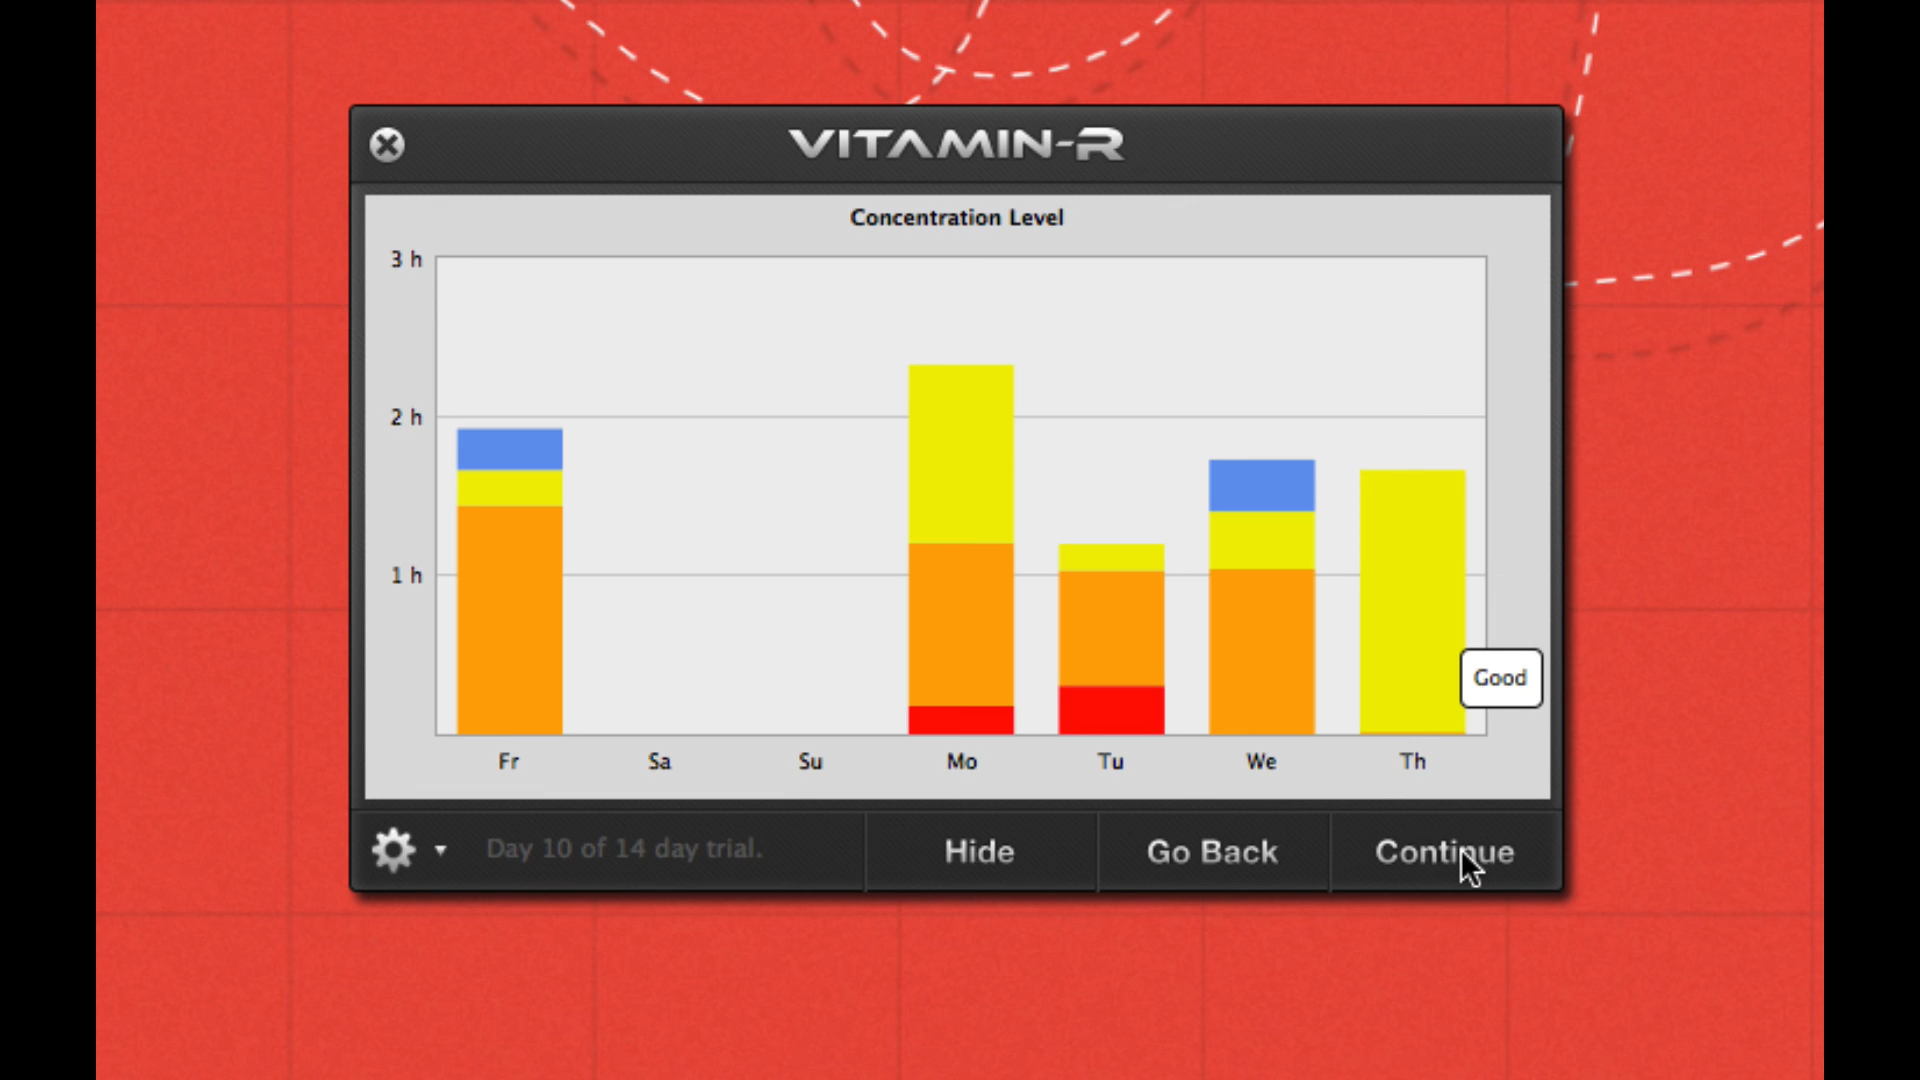 VITAMIN-R
Concentration Level
3 h
2 h
1 h
Good
Fr Sa Su Mo Tu We Th
Day 10 of 14 day trial.
Hide
Go Back
Continue